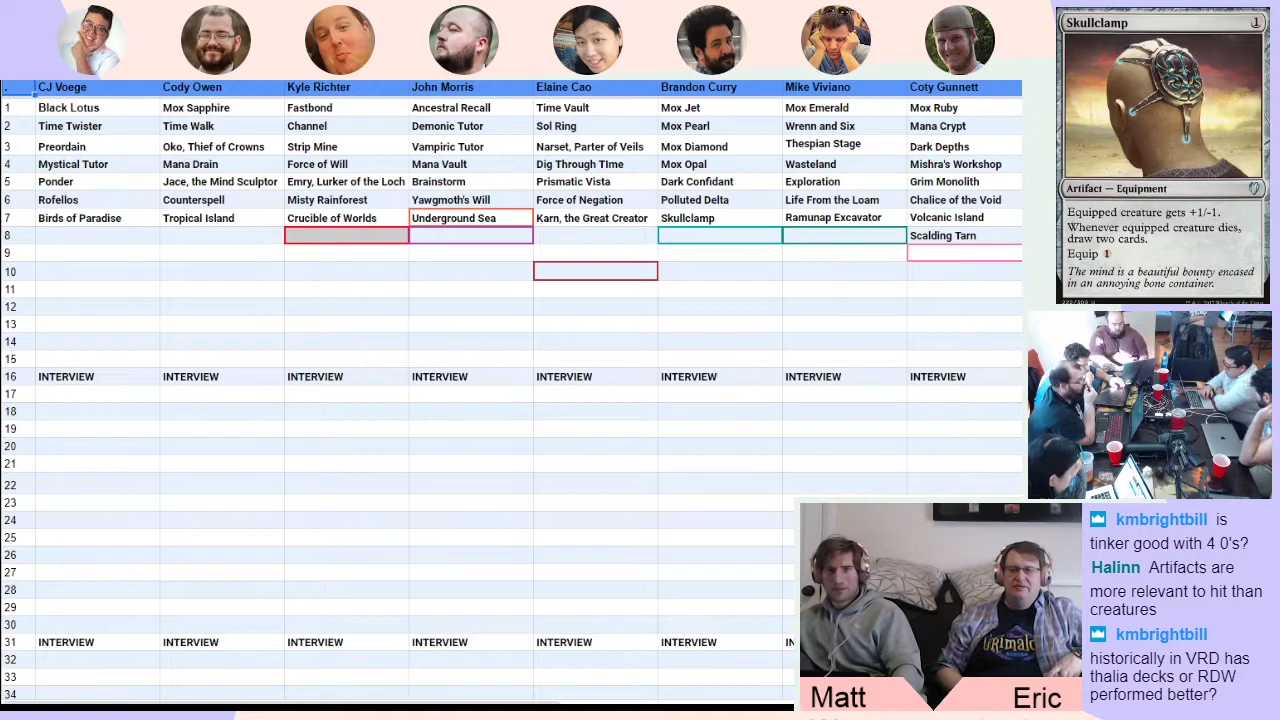 . CJ Voege Cody Owen Kyle Richter John Morris Elaine Cao Brandon Curry Mike Viviano Coty Gunnett
1 Black Lotus Mox Sapphire Fastbond Ancestral Recall Time Vault Mox Jet Mox Emerald Mox Ruby
2 Time Twister Time Walk Channel Demonic Tutor Sol Ring Mox Pearl Wrenn and Six Mana Crypt
3 Preordain Oko, Thief of Crowns Strip Mine Vampiric Tutor Narset, Parter of Veils Mox Diamond Thespian Stage Dark Depths
4 Mystical Tutor Mana Drain Force of Will Mana Vault Dig Through TIme Mox Opal Wasteland Mishra's Workshop
5 Ponder Jace, the Mind Sculptor Emry, Lurker of the Loch Brainstorm Prismatic Vista Dark Confidant Exploration Grim Monolith
6 Rofellos Counterspell Misty Rainforest Yawgmoth's Will Force of Negation Polluted Delta Life From the Loam Chalice of the Void
7 Birds of Paradise Tropical Island Crucible of Worlds Underground Sea Karn, the Great Creator Skullclamp Ramunap Excavator Volcanic Island
8 Scalding Tarn
9
10
11
12
13
14
15
16 INTERVIEW INTERVIEW INTERVIEW INTERVIEW INTERVIEW INTERVIEW INTERVIEW INTERVIEW
17
18
19
20
21
22
23
24
25
26
27
28
29
30
31 INTERVIEW INTERVIEW INTERVIEW INTERVIEW INTERVIEW INTERVIEW IN
32
33
34
Skullclamp 1
Artifact — Equipment
Equipped creature gets +1/-1.
Whenever equipped creature dies,
draw two cards.
Equip 1
The mind is a beautiful bounty encased
in an annoying bone container.
Matt Eric
kmbrightbill is
tinker good with 4 0's?
Halinn Artifacts are
more relevant to hit than
creatures
kmbrightbill
historically in VRD has
thalia decks or RDW
performed better?